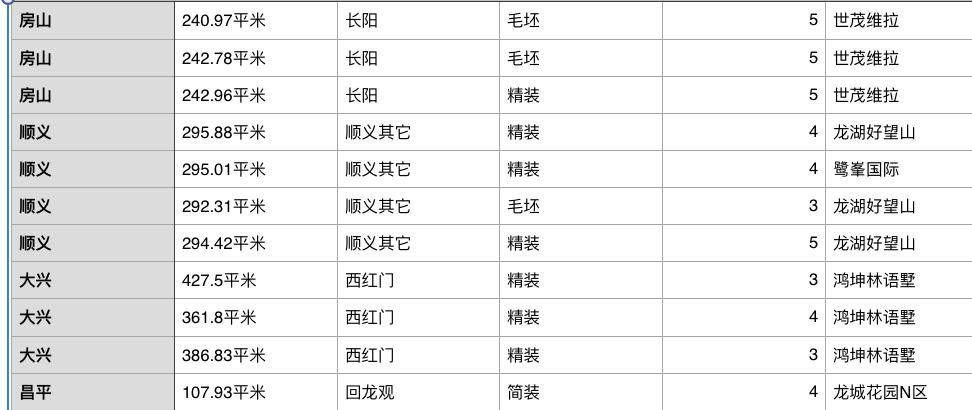 房山 240.97平米 长阳 毛坯 5 世茂维拉
房山 242.78平米 长阳 毛坯 5 世茂维拉
房山 242.96平米 长阳 精装 5 世茂维拉
顺义 295.88平米 顺义其它 精装 4 龙湖好望山
顺义 295.01平米 顺义其它 精装 4 鹭峯国际
顺义 292.31平米 顺义其它 毛坯 3 龙湖好望山
顺义 294.42平米 顺义其它 精装 5 龙湖好望山
大兴 427.5平米 西红门 精装 3 鸿坤林语墅
大兴 361.8平米 西红门 精装 4 鸿坤林语墅
大兴 386.83平米 西红门 精装 3 鸿坤林语墅
昌平 107.93平米 回龙观 简装 4 龙城花园N区